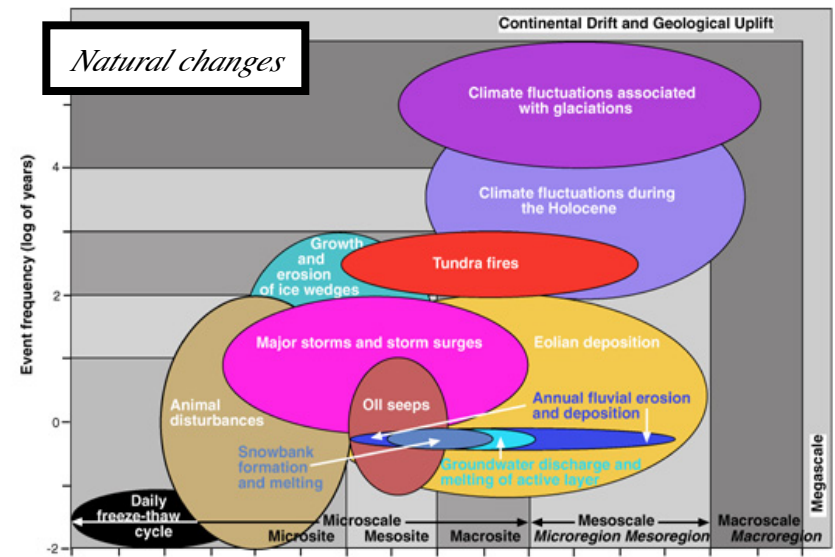 Continental Drift and Geological Uplift
Natural changes
Climate fluctuations associated
with glaciations
Event frequency (log of years)
4
Climate fluctuations during
the Holocene
Growth
and
erosion
of ice wedges
Tundra fires
2
Major storms and storm surges
Eolian deposition
Annual fluvial erosion
and deposition
Animal
disturbances
OIl seeps
0
Snowbank
formation
and melting
Groundwater discharge and
melting of active layer
Megascale
Daily
freeze-thaw
cycle
Microscale
Mesoscale
Macroscale
Microsite
Mesosite
Macrosite
Microregion
Mesoregion
Macroregion
-2